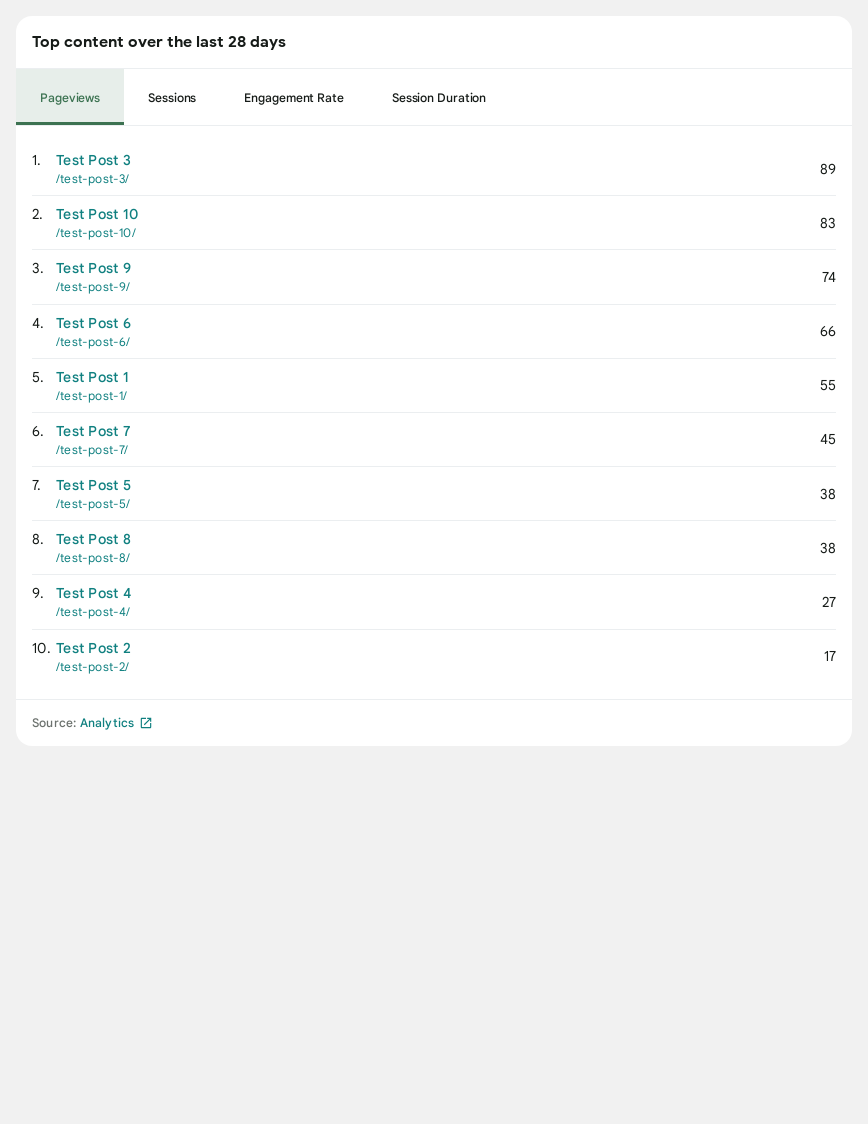 Top content over the last 28 days
Pageviews Sessions Engagement Rate Session Duration
1. Test Post 3
/test-post-3/
89
2. Test Post 10
/test-post-10/
83
3. Test Post 9
/test-post-9/
74
4. Test Post 6
/test-post-6/
66
5. Test Post 1
/test-post-1/
55
6. Test Post 7
/test-post-7/
45
7. Test Post 5
/test-post-5/
38
8. Test Post 8
/test-post-8/
38
9. Test Post 4
/test-post-4/
27
10. Test Post 2
/test-post-2/
17
Source: Analytics